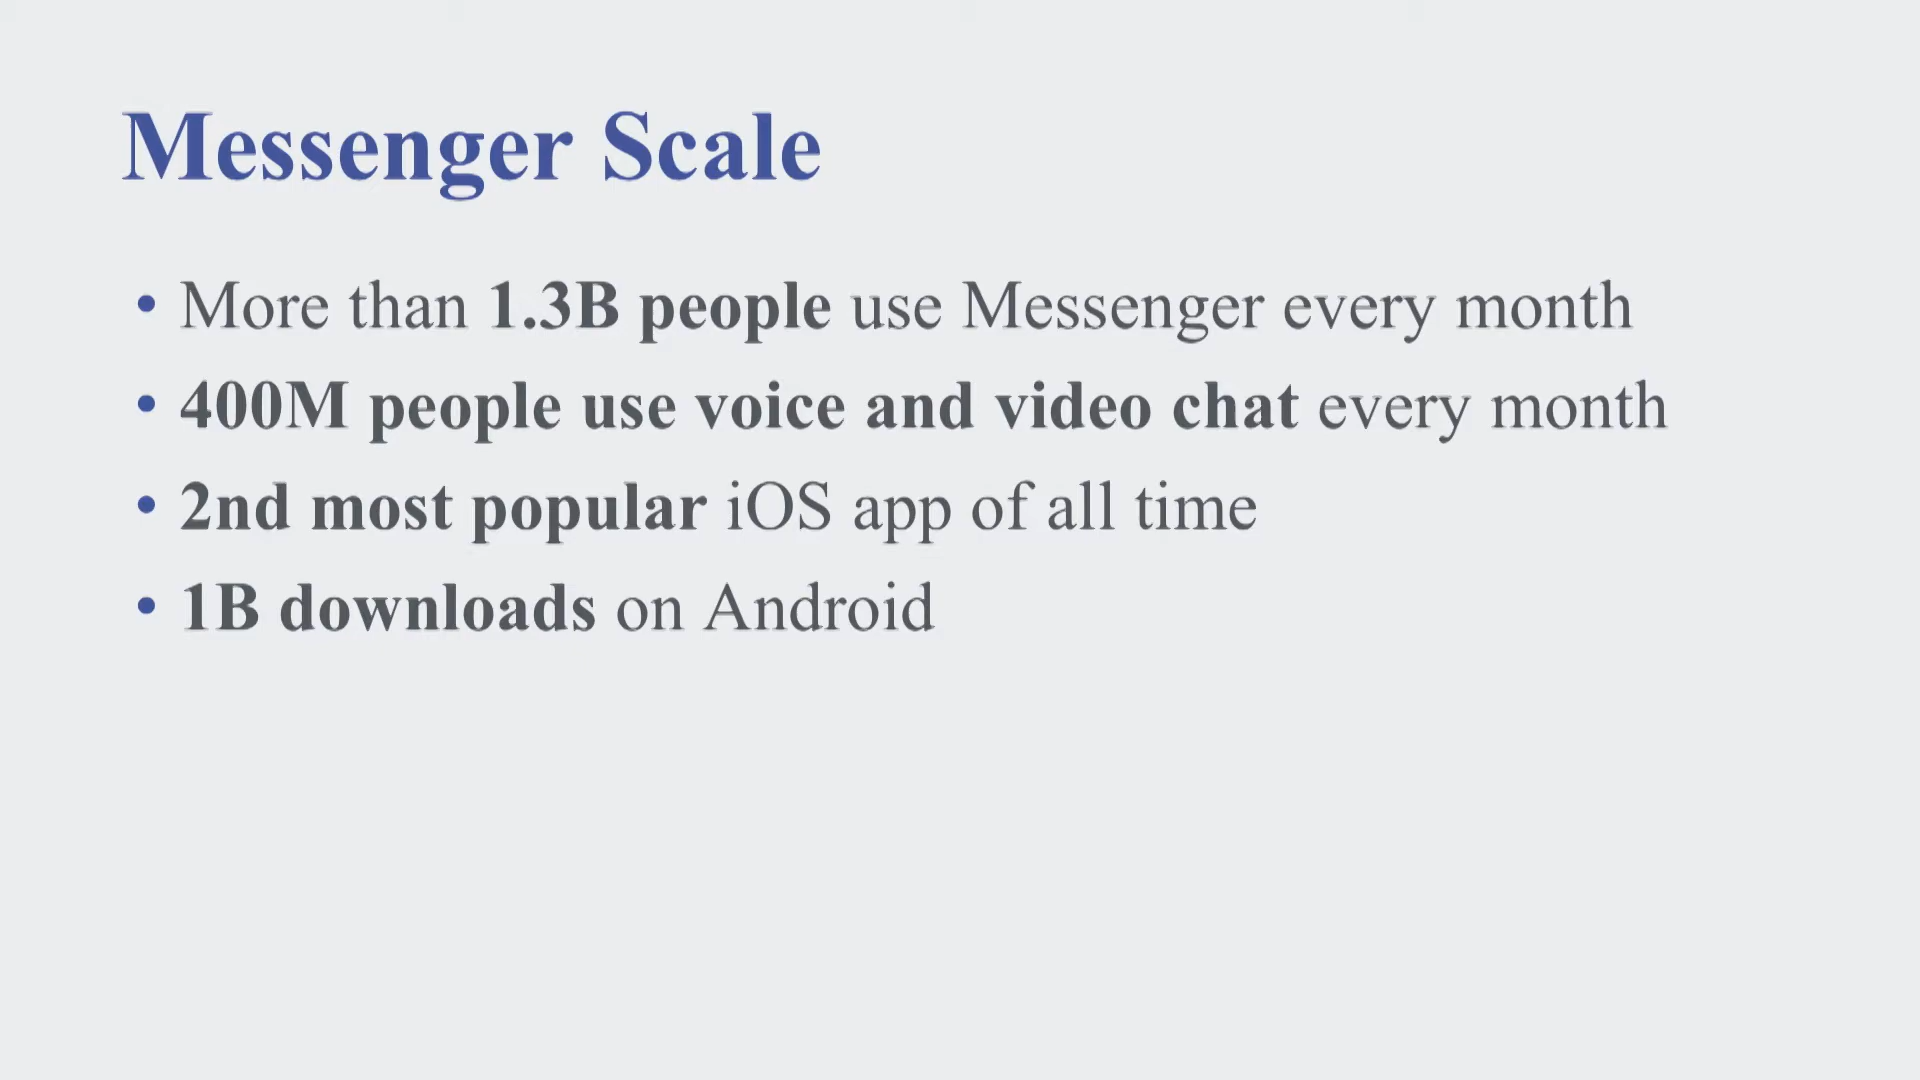 Messenger Scale
• More than 1.3B people use Messenger every month
• 400M people use voice and video chat every month
• 2nd most popular iOS app of all time
• 1B downloads on Android